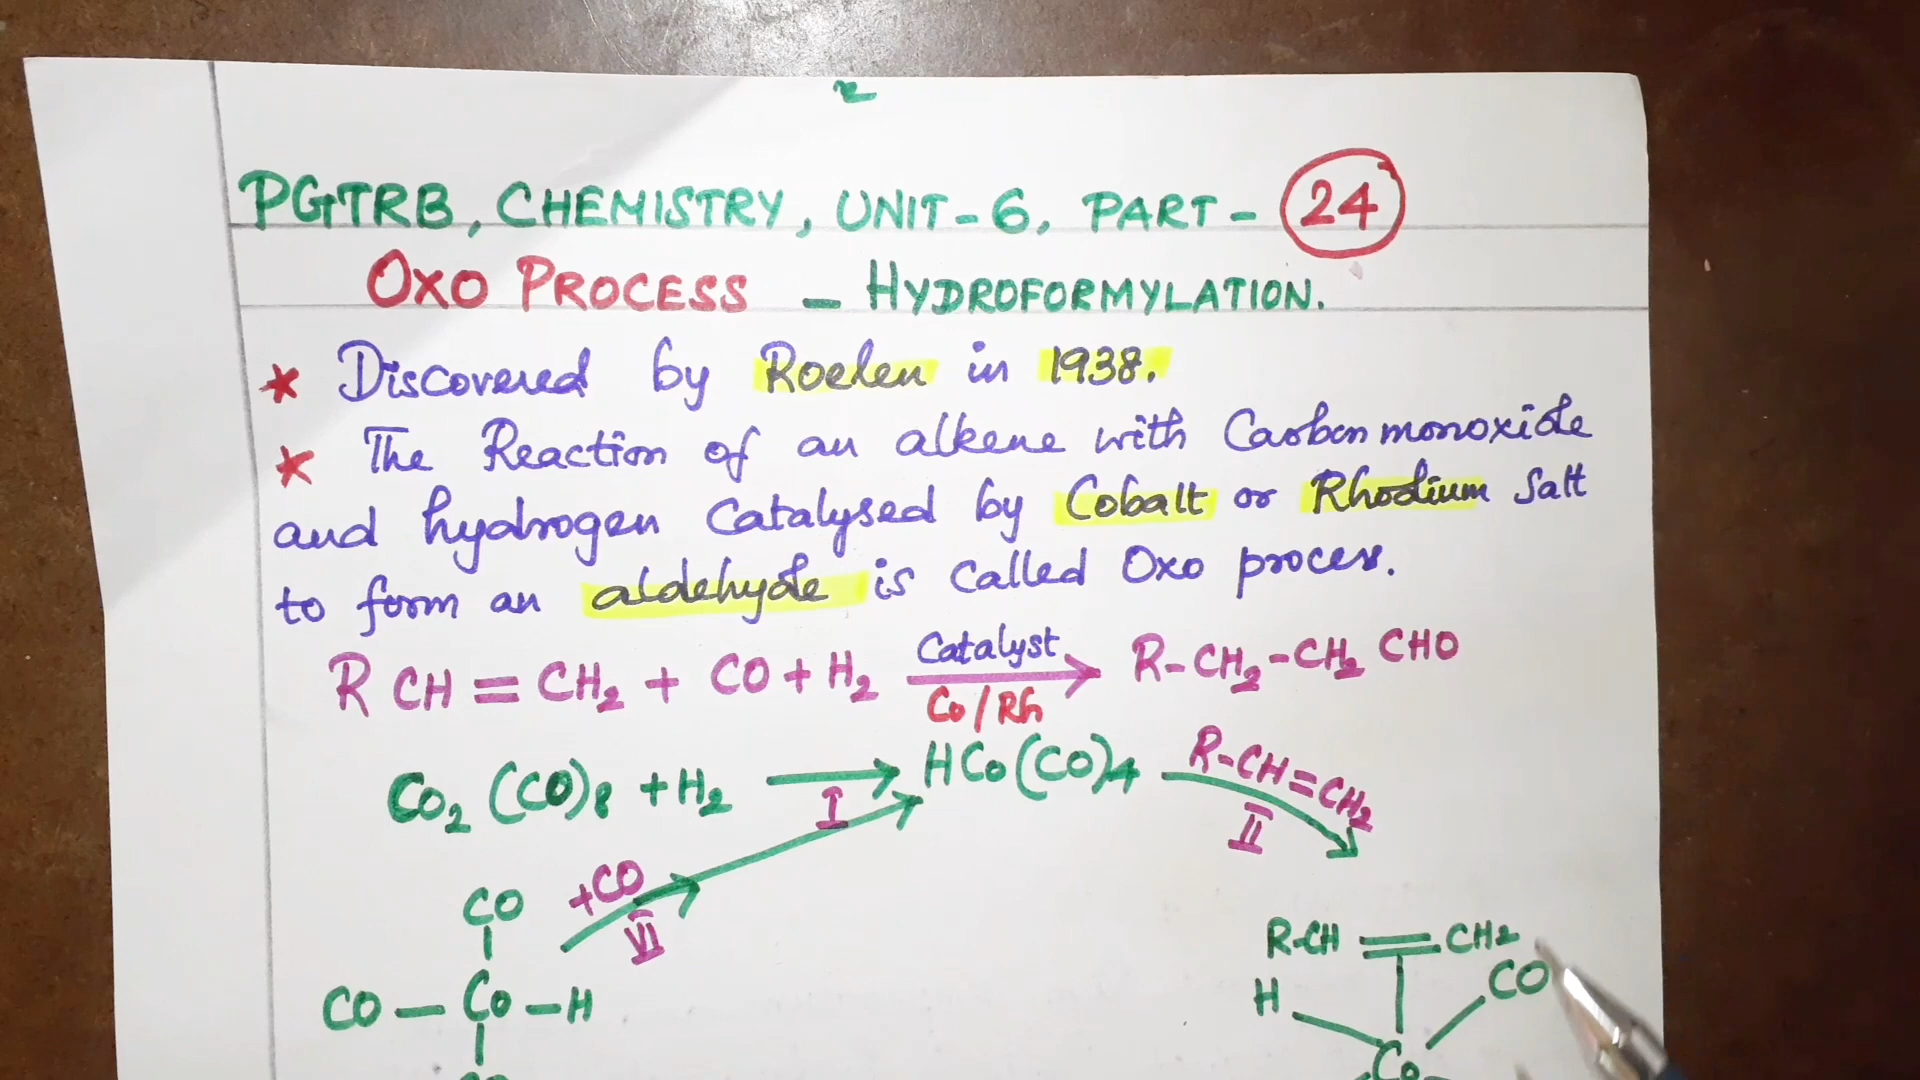 2
PGTRB, CHEMISTRY, UNIT-6, PART- 24
OXO PROCESS - HYDROFORMYLATION.
* Discovered by Roelen in 1938.
* The Reaction of an alkene with Carbon monoxide
and hydrogen Catalysed by Cobalt or Rhodium Salt
to form an aldehyde is called Oxo process.
R CH = CH2 + CO + H2 Catalyst Co/Rh R-CH2-CH2 CHO
Co2 (CO)8 + H2 I HCo(CO)4 R-CH=CH2 II
+CO VI
CO
R-CH CH2
CO
H
CO - Co - H
Co